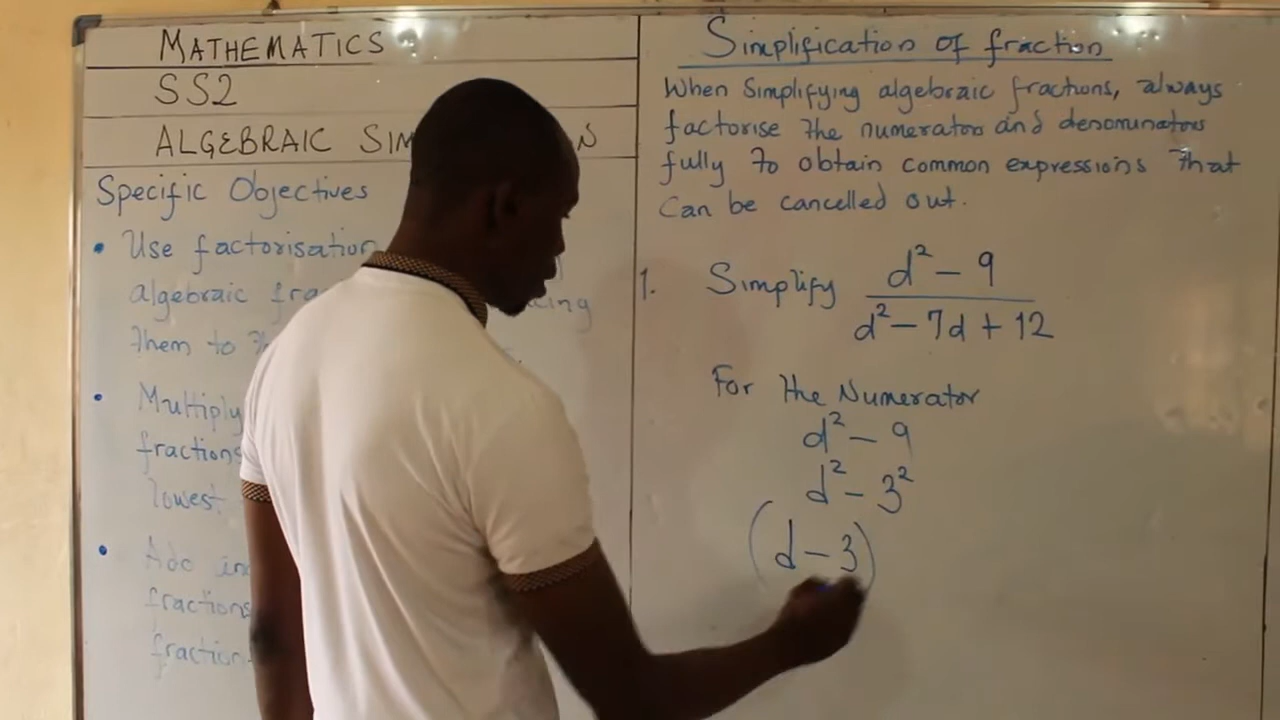 MATHEMATICS
SS2
ALGEBRAIC
Specific Objectives
• Use factorisation
algebraic
them to
• Multiply
fractions
lowest
•
fractions
fraction
Simplification of fraction
When Simplifying algebraic fractions, always
factorise the numerator and denominator
fully to obtain common expressions that
Can be cancelled out.
1. Simplify d² – 9
d² – 7d + 12
For the Numerator
d² – 9
d² – 3²
(d – 3)